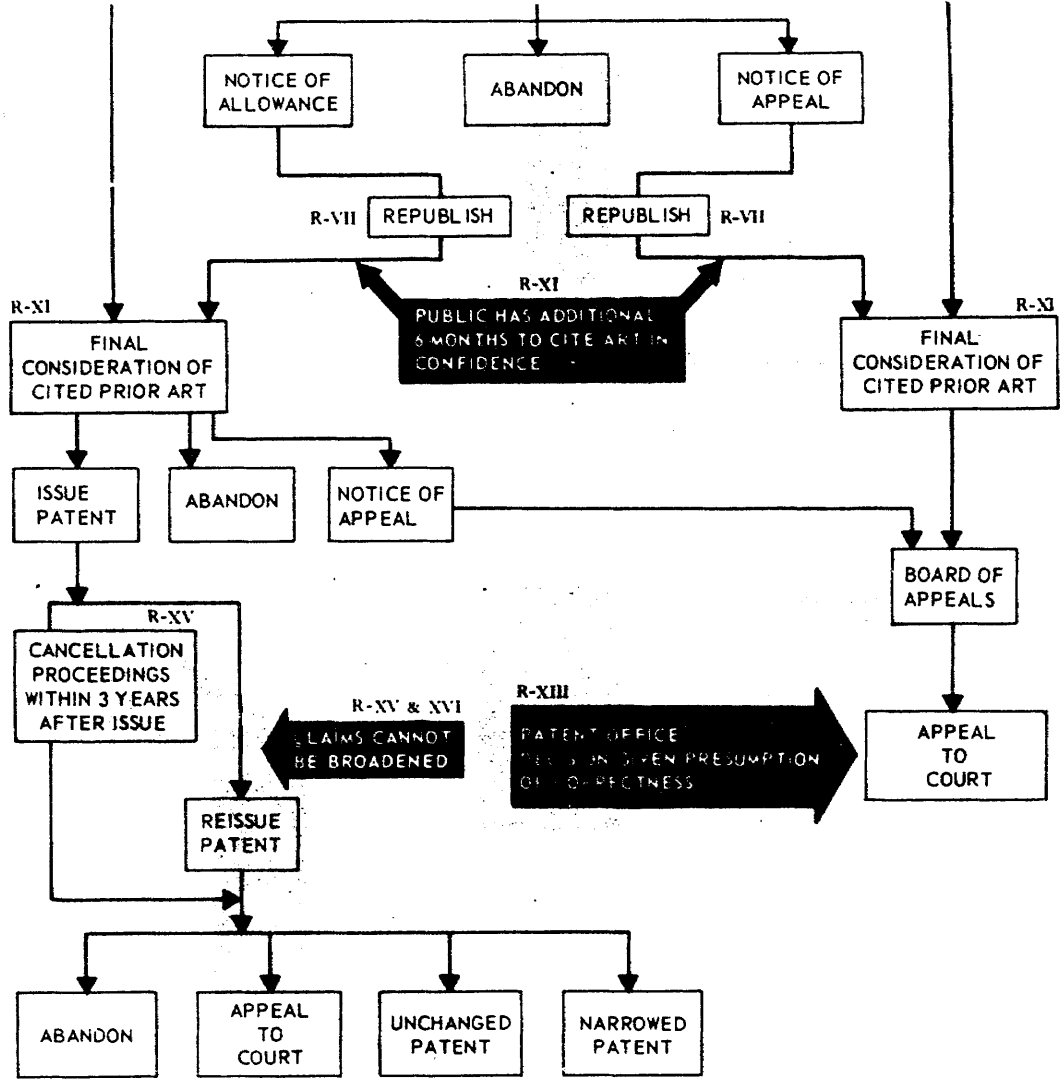 NOTICE OF
ALLOWANCE
ABANDON
NOTICE OF
APPEAL
R-VII
REPUBLISH
REPUBLISH
R-VII
R-XI
R-XI
PUBLIC HAS ADDITIONAL
6 MONTHS TO CITE ART IN
CONFIDENCE
R-XI
FINAL
CONSIDERATION OF
CITED PRIOR ART
FINAL
CONSIDERATION OF
CITED PRIOR ART
ISSUE
PATENT
ABANDON
NOTICE OF
APPEAL
BOARD OF
APPEALS
R-XV
CANCELLATION
PROCEEDINGS
WITHIN 3 YEARS
AFTER ISSUE
R-XV & XVI
CLAIMS CANNOT
BE BROADENED
R-XIII
PATENT OFFICE
DECISION GIVEN PRESUMPTION
OF CORRECTNESS
APPEAL
TO
COURT
REISSUE
PATENT
ABANDON
APPEAL
TO
COURT
UNCHANGED
PATENT
NARROWED
PATENT